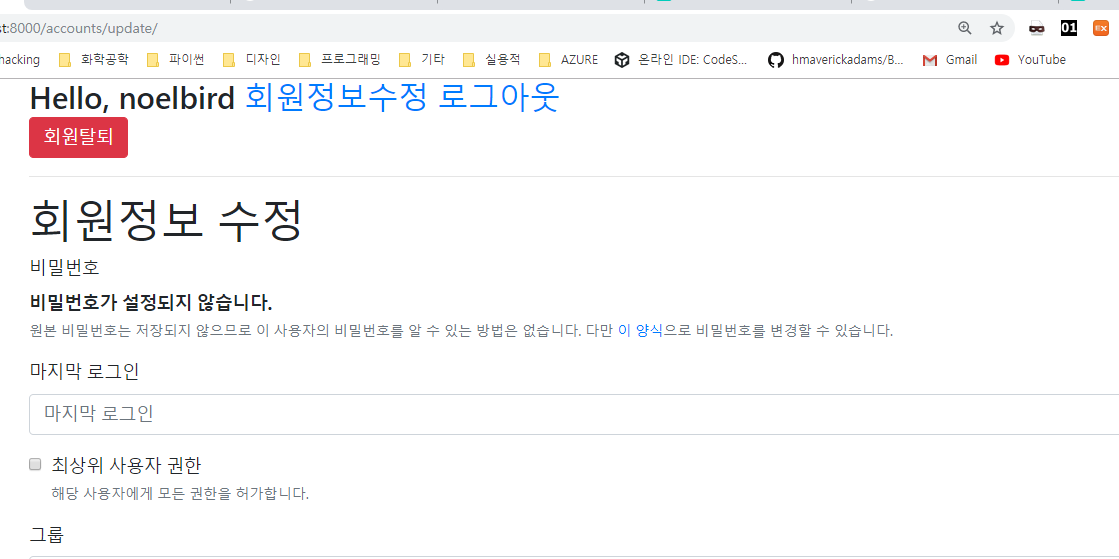 st:8000/accounts/update/
hacking 화학공학 파이썬 디자인 프로그래밍 기타 실용적 AZURE 온라인 IDE: CodeS... hmaverickadams/B... Gmail YouTube
Hello, noelbird 회원정보수정 로그아웃
회원탈퇴
회원정보 수정
비밀번호
비밀번호가 설정되지 않습니다.
원본 비밀번호는 저장되지 않으므로 이 사용자의 비밀번호를 알 수 있는 방법은 없습니다. 다만 이 양식으로 비밀번호를 변경할 수 있습니다.
마지막 로그인
마지막 로그인
최상위 사용자 권한
해당 사용자에게 모든 권한을 허가합니다.
그룹